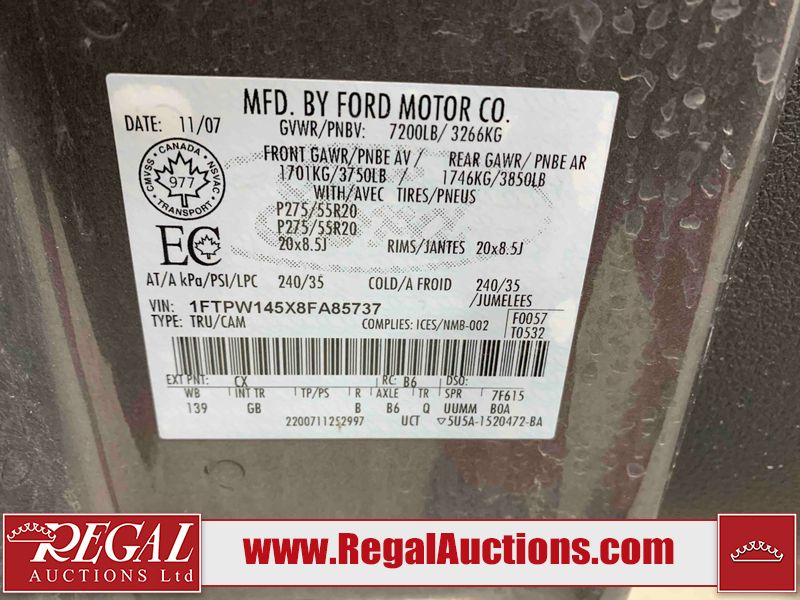 MFD. BY FORD MOTOR CO.
DATE: 11/07 GVWR/PNBV: 7200LB/ 3266KG
CMVSS · CANADA · NSVAC
977
TRANSPORT
FRONT GAWR/PNBE AV / REAR GAWR/ PNBE AR
1701KG/3750LB / 1746KG/3850LB
WITH/AVEC TIRES/PNEUS
P275/55R20
P275/55R20
EC
20x8.5J RIMS/JANTES 20x8.5J
AT/A kPa/PSI/LPC 240/35 COLD/A FROID 240/35
/JUMELEES
VIN: 1FTPW145X8FA85737
TYPE: TRU/CAM COMPLIES: ICES/NMB-002
F0057
T0532
EXT PNT: CX RC: B6 DSO:
WB INT TR TP/PS R AXLE TR SPR 7F615
139 GB B B6 Q UUMM B0A
2200711252997 UCT ▽5U5A-1520472-BA
REGAL
AUCTIONS Ltd
www.RegalAuctions.com